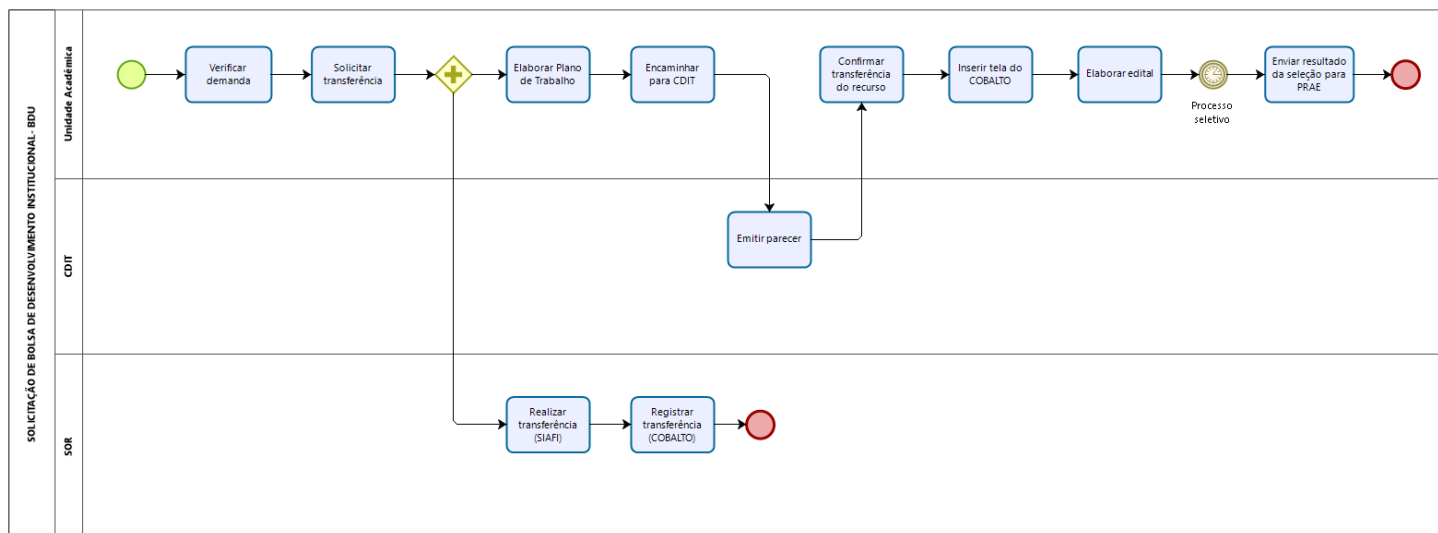 SOLICITAÇÃO DE BOLSA DE DESENVOLVIMENTO INSTITUCIONAL- BDU
Unidade Acadêmica
Verificar
demanda
Solicitar
transferência
Elaborar Plano
de Trabalho
Encaminhar
para CDIT
Confirmar
transferência
do recurso
Inserir tela do
COBALTO
Elaborar edital
Processo
seletivo
Enviar resultado
da seleção para
PRAE
CDIT
Emitir parecer
SOR
Realizar
transferência
(SIAFI)
Registrar
transferência
(COBALTO)